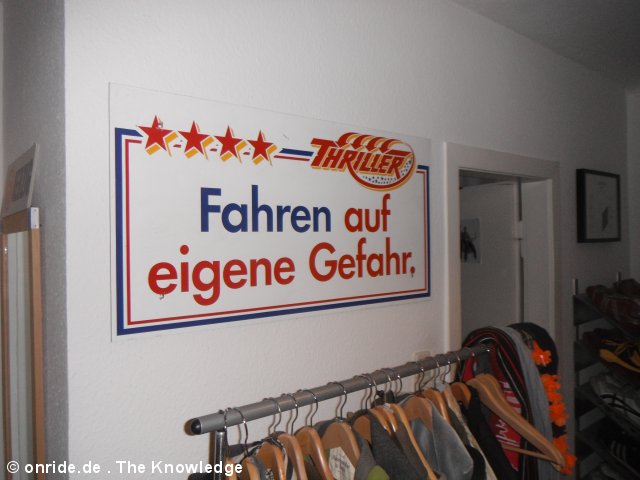 THRILLER
Fahren auf
eigene Gefahr.
© onride.de . The Knowledge